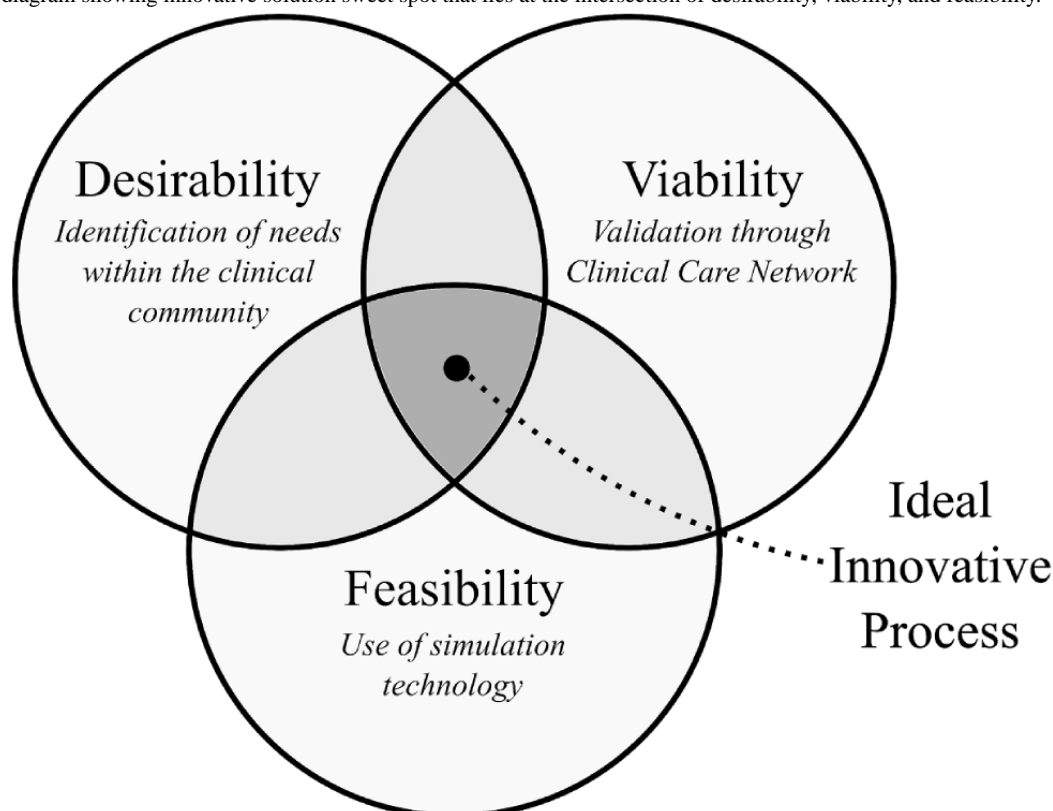 diagram showing innovative solution sweet spot that lies at the intersection of desirability, viability, and feasibility.
Desirability
Identification of needs
within the clinical
community
Viability
Validation through
Clinical Care Network
Feasibility
Use of simulation
technology
Ideal
Innovative
Process